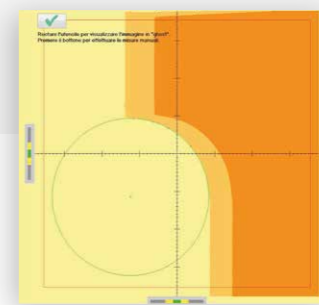 Ruotare l'utensile per visualizzare l'immagine in "ghost".
Premere il bottone per effettuare le misure manuali.